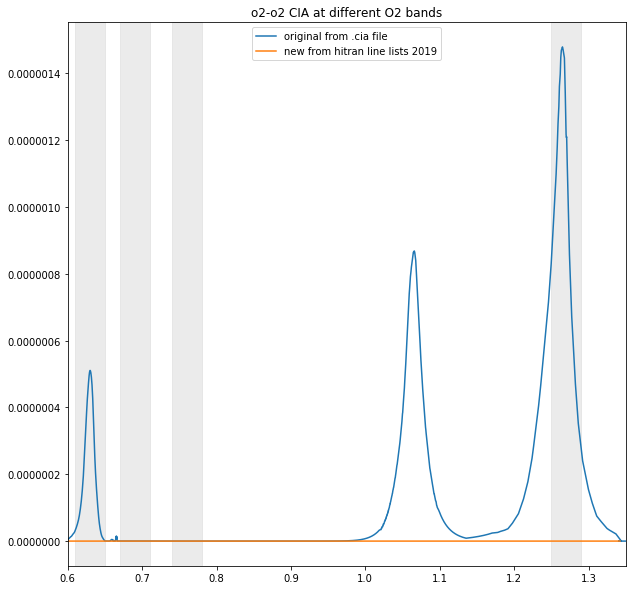 o2-o2 CIA at different O2 bands
original from .cia file
new from hitran line lists 2019
0.0000014
0.0000012
0.0000010
0.0000008
0.0000006
0.0000004
0.0000002
0.0000000
0.6 0.7 0.8 0.9 1.0 1.1 1.2 1.3